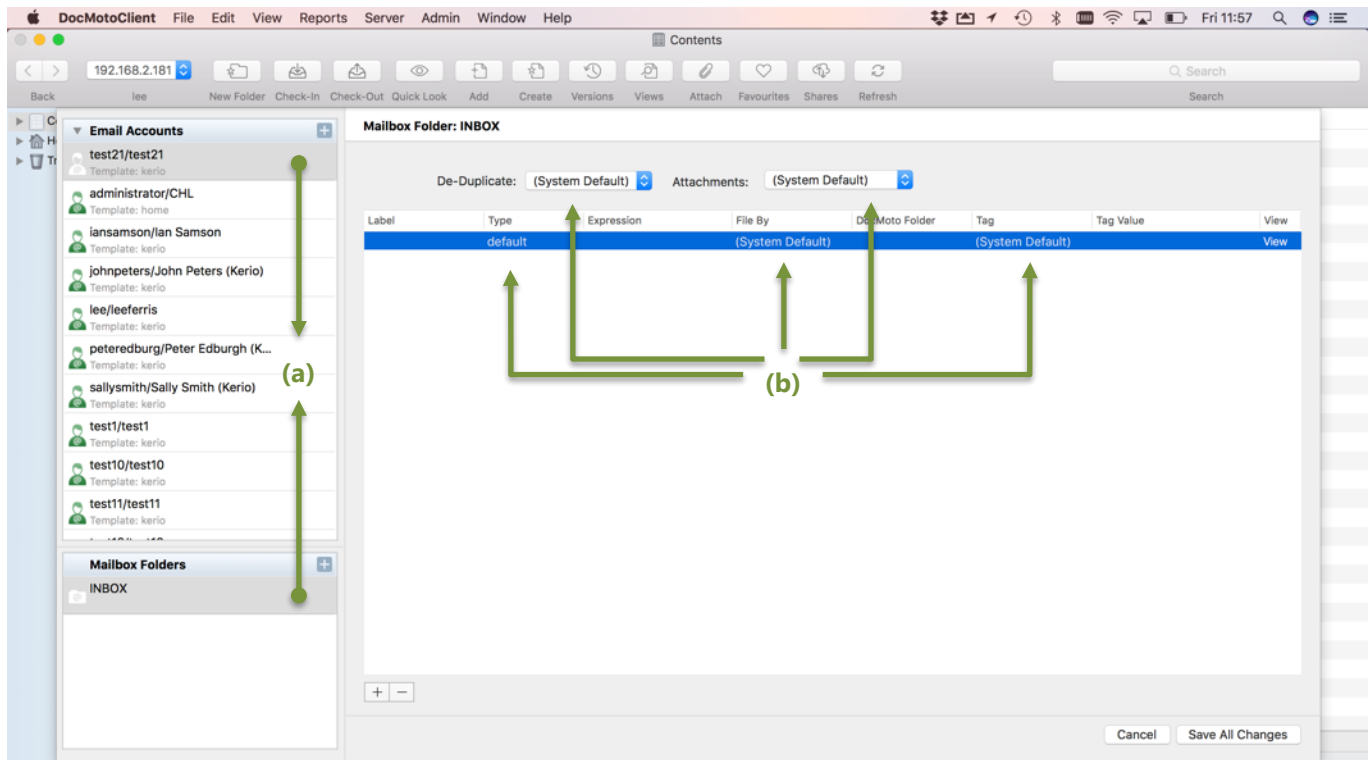 DocMotoClient File Edit View Reports Server Admin Window Help Fri 11:57
Contents
192.168.2.181 Search
Back lee New Folder Check-In Check-Out Quick Look Add Create Versions Views Attach Favourites Shares Refresh Search
Email Accounts
test21/test21
Template: kerio
administrator/CHL
Template: home
iansamson/Ian Samson
Template: kerio
johnpeters/John Peters (Kerio)
Template: kerio
lee/leeferris
Template: kerio
peteredburg/Peter Edburgh (K...
Template: kerio
sallysmith/Sally Smith (Kerio)
Template: kerio
test1/test1
Template: kerio
test10/test10
Template: kerio
test11/test11
Template: kerio
(a)
Mailbox Folders
INBOX
Mailbox Folder: INBOX
De-Duplicate: (System Default) Attachments: (System Default)
Label Type Expression File By DocMoto Folder Tag Tag Value View
default (System Default) (System Default) View
(b)
+ −
Cancel Save All Changes